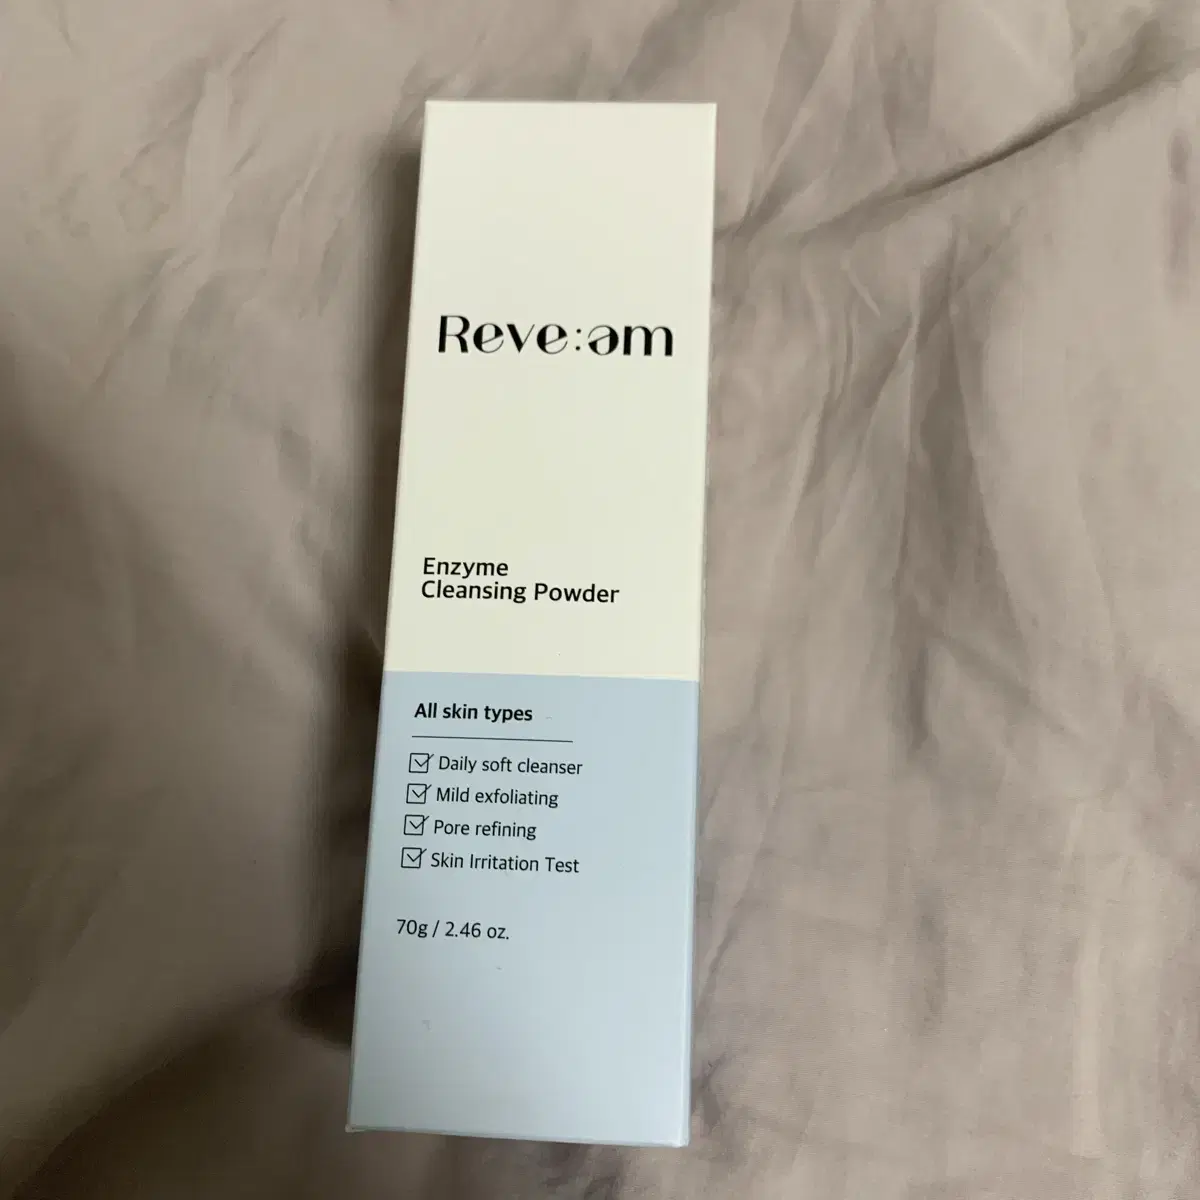 Reve:am
Enzyme
Cleansing Powder
All skin types
Daily soft cleanser
Mild exfoliating
Pore refining
Skin Irritation Test
70g / 2.46 oz.